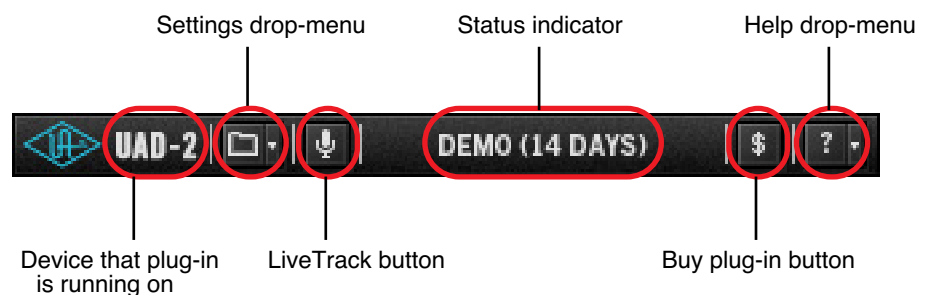 Settings drop-menu
Status indicator
Help drop-menu
UA
UAD-2
DEMO (14 DAYS)
$
?
Device that plug-in
is running on
LiveTrack button
Buy plug-in button